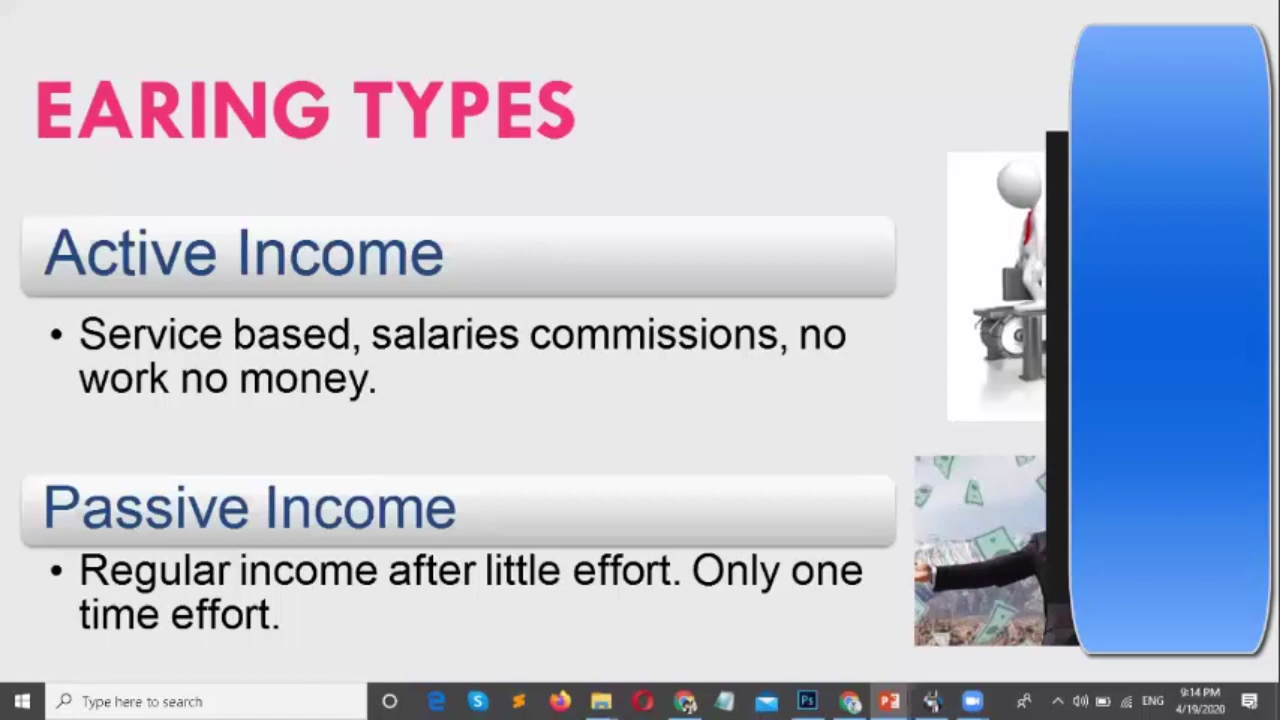 EARING TYPES
Active Income
• Service based, salaries commissions, no
work no money.
Passive Income
• Regular income after little effort. Only one
time effort.
Type here to search
ENG
9:14 PM
4/19/2020